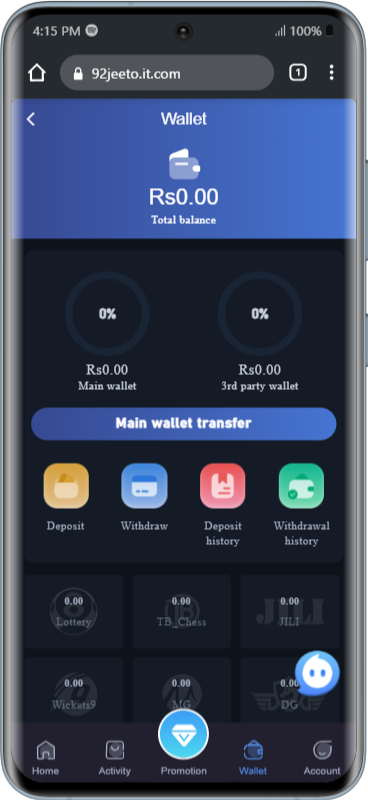 4:15 PM
100%
92jeeto.it.com
1
Wallet
Rs0.00
Total balance
0%
0%
Rs0.00
Rs0.00
Main wallet
3rd party wallet
Main wallet transfer
Deposit
Withdraw
Deposit
history
Withdrawal
history
0.00
0.00
0.00
Lottery
TB_Chess
JILI
JILI
0.00
0.00
0.00
Wickets9
MG
DG
Home
Activity
Promotion
Wallet
Account